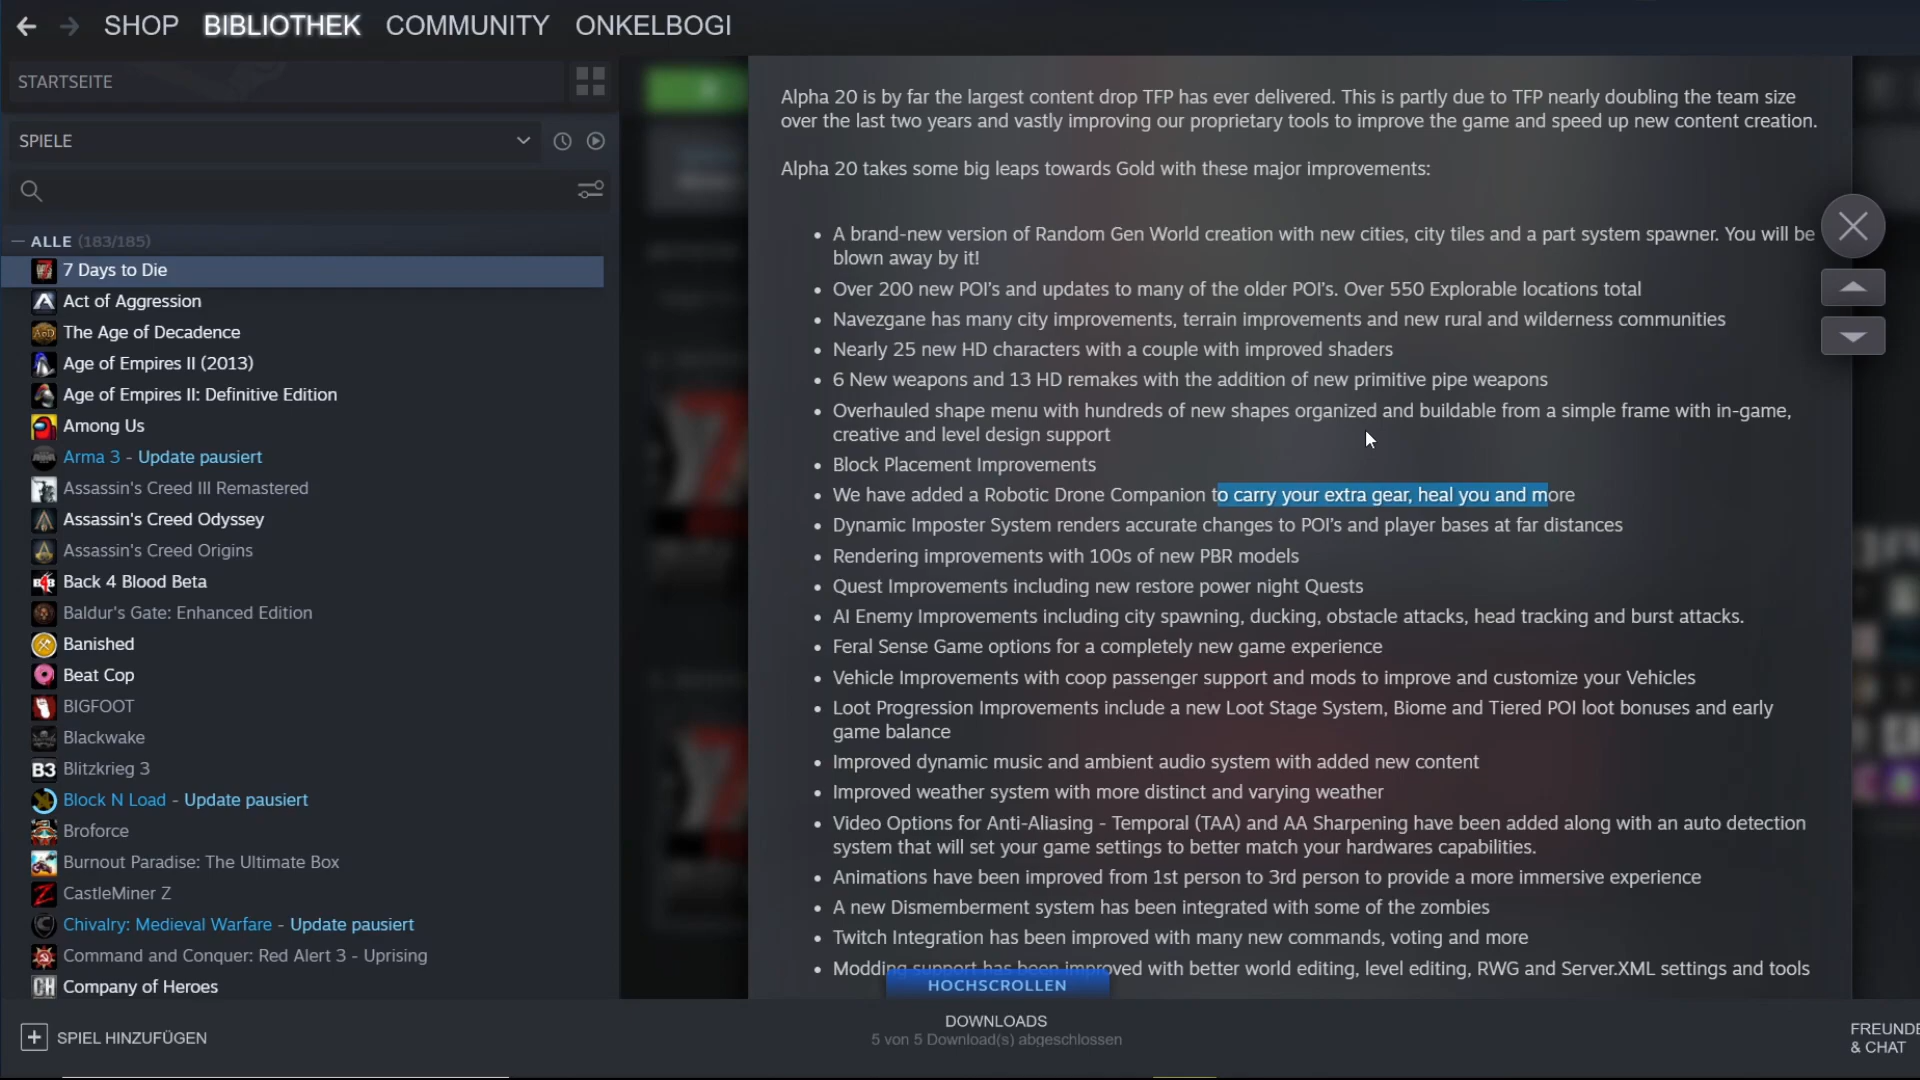 SHOP BIBLIOTHEK COMMUNITY ONKELBOGI
STARTSEITE
SPIELE
ALLE (183/185)
7 Days to Die
Act of Aggression
The Age of Decadence
Age of Empires II (2013)
Age of Empires II: Definitive Edition
Among Us
Arma 3 - Update pausiert
Assassin's Creed III Remastered
Assassin's Creed Odyssey
Assassin's Creed Origins
Back 4 Blood Beta
Baldur's Gate: Enhanced Edition
Banished
Beat Cop
BIGFOOT
Blackwake
B3 Blitzkrieg 3
Block N Load - Update pausiert
Broforce
Burnout Paradise: The Ultimate Box
CastleMiner Z
Chivalry: Medieval Warfare - Update pausiert
Command and Conquer: Red Alert 3 - Uprising
CH Company of Heroes
Alpha 20 is by far the largest content drop TFP has ever delivered. This is partly due to TFP nearly doubling the team size
over the last two years and vastly improving our proprietary tools to improve the game and speed up new content creation.
Alpha 20 takes some big leaps towards Gold with these major improvements:
• A brand-new version of Random Gen World creation with new cities, city tiles and a part system spawner. You will be
blown away by it!
• Over 200 new POI's and updates to many of the older POI's. Over 550 Explorable locations total
• Navezgane has many city improvements, terrain improvements and new rural and wilderness communities
• Nearly 25 new HD characters with a couple with improved shaders
• 6 New weapons and 13 HD remakes with the addition of new primitive pipe weapons
• Overhauled shape menu with hundreds of new shapes organized and buildable from a simple frame with in-game,
creative and level design support
• Block Placement Improvements
• We have added a Robotic Drone Companion to carry your extra gear, heal you and more
• Dynamic Imposter System renders accurate changes to POI's and player bases at far distances
• Rendering improvements with 100s of new PBR models
• Quest Improvements including new restore power night Quests
• AI Enemy Improvements including city spawning, ducking, obstacle attacks, head tracking and burst attacks.
• Feral Sense Game options for a completely new game experience
• Vehicle Improvements with coop passenger support and mods to improve and customize your Vehicles
• Loot Progression Improvements include a new Loot Stage System, Biome and Tiered POI loot bonuses and early
game balance
• Improved dynamic music and ambient audio system with added new content
• Improved weather system with more distinct and varying weather
• Video Options for Anti-Aliasing - Temporal (TAA) and AA Sharpening have been added along with an auto detection
system that will set your game settings to better match your hardwares capabilities.
• Animations have been improved from 1st person to 3rd person to provide a more immersive experience
• A new Dismemberment system has been integrated with some of the zombies
• Twitch Integration has been improved with many new commands, voting and more
• Modding support has been improved with better world editing, level editing, RWG and Server.XML settings and tools
HOCHSCROLLEN
SPIEL HINZUFÜGEN
DOWNLOADS
5 von 5 Download(s) abgeschlossen
FREUNDE
& CHAT